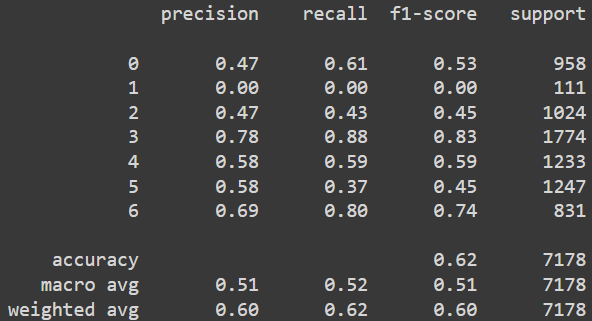 precision recall f1-score support
0 0.47 0.61 0.53 958
1 0.00 0.00 0.00 111
2 0.47 0.43 0.45 1024
3 0.78 0.88 0.83 1774
4 0.58 0.59 0.59 1233
5 0.58 0.37 0.45 1247
6 0.69 0.80 0.74 831
accuracy 0.62 7178
macro avg 0.51 0.52 0.51 7178
weighted avg 0.60 0.62 0.60 7178